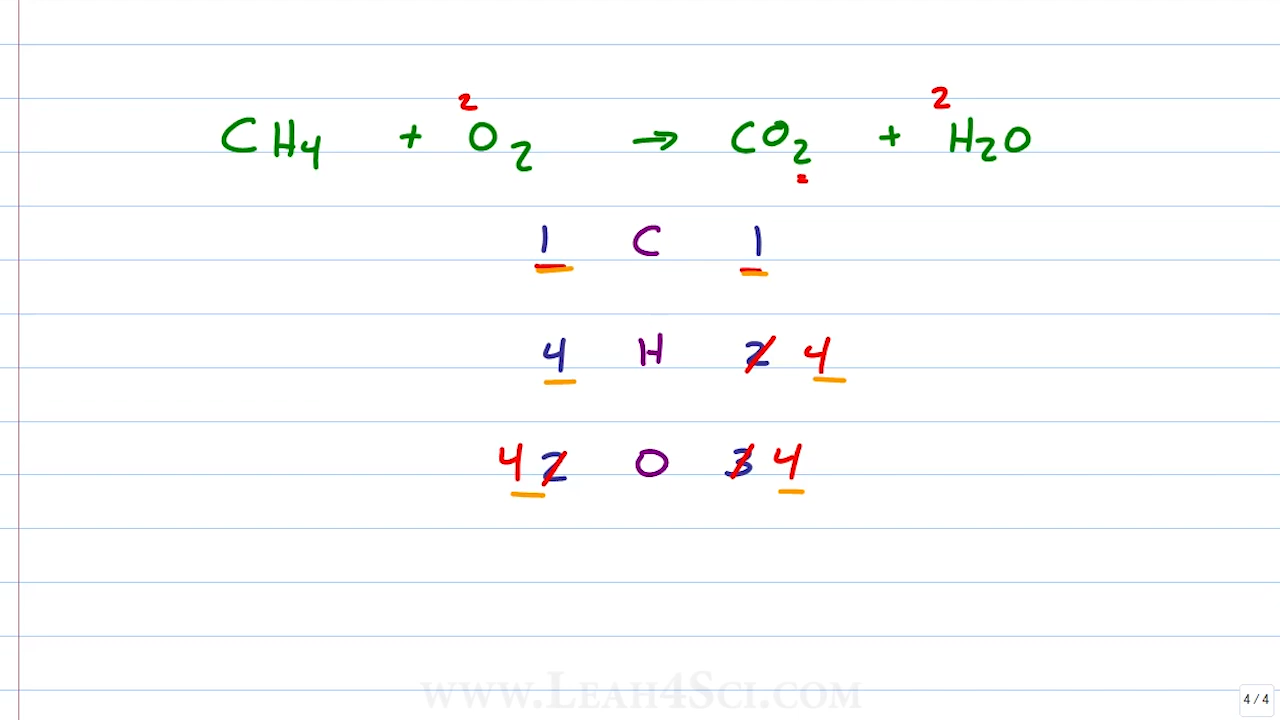 2 2
CH4 + O2 → CO2 + H2O
1 C 1
4 H 2 4
4 2 O 3 4
www.Leah4Sci.com
4 / 4